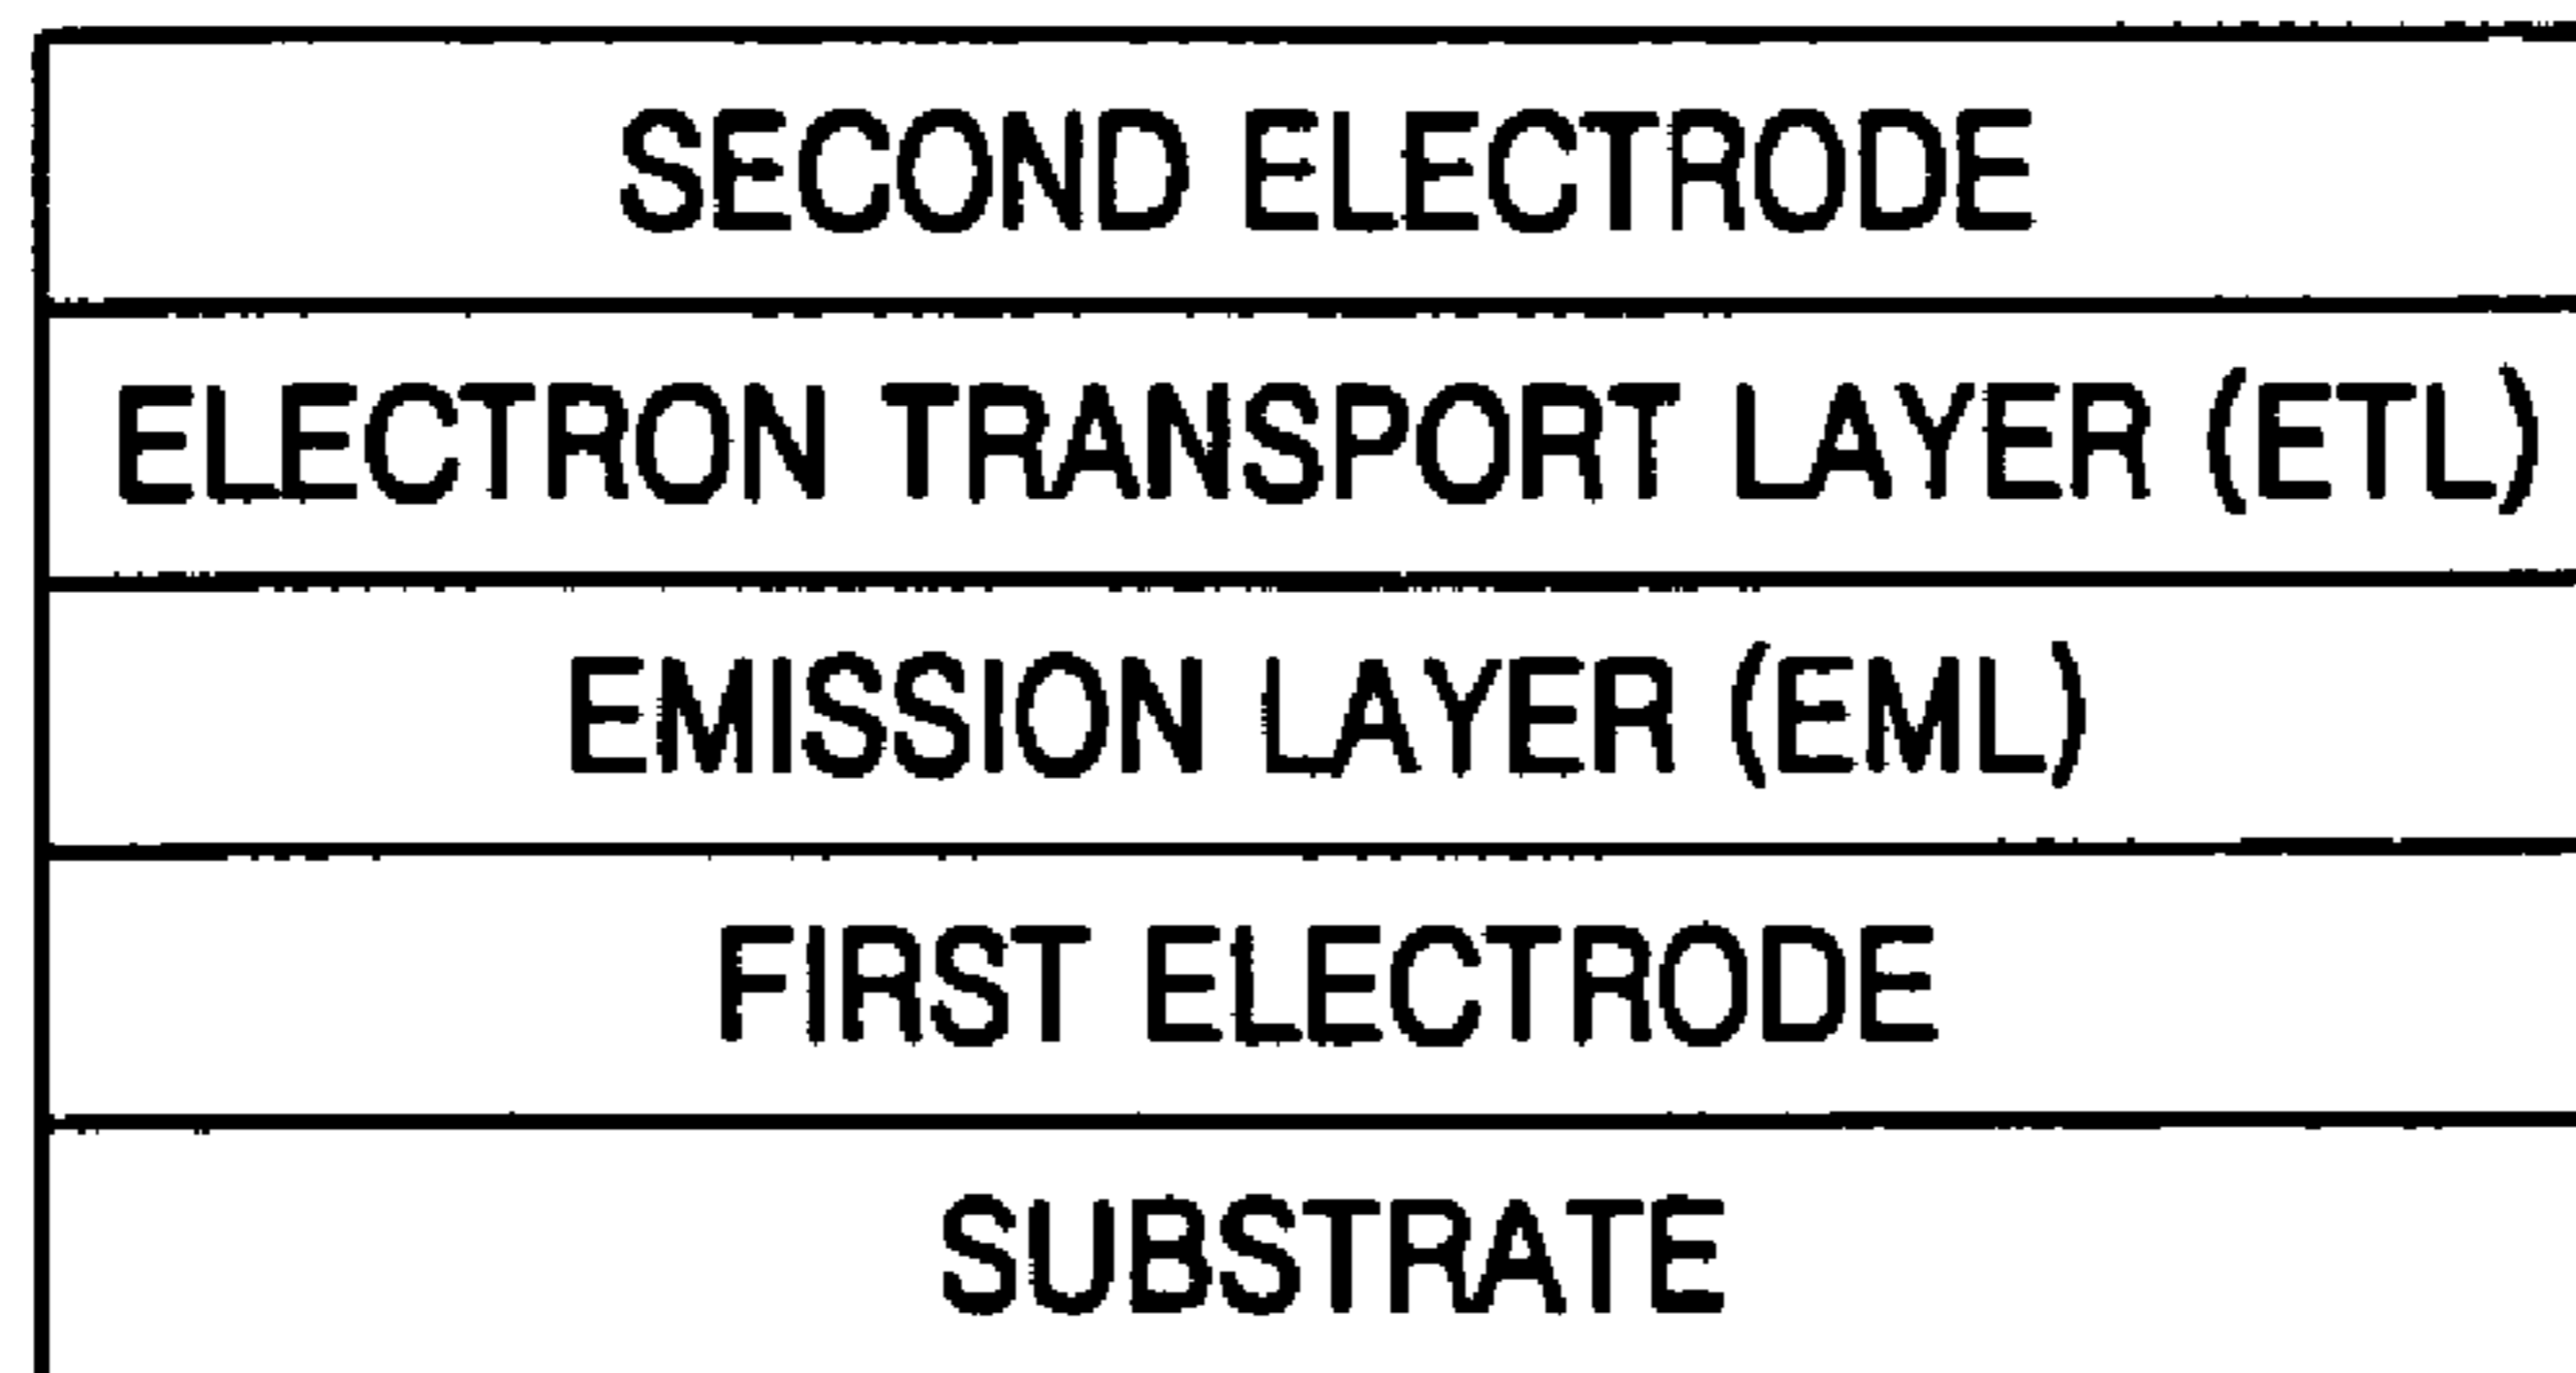 SECOND ELECTRODE
ELECTRON TRANSPORT LAYER (ETL)
EMISSION LAYER (EML)
FIRST ELECTRODE
SUBSTRATE